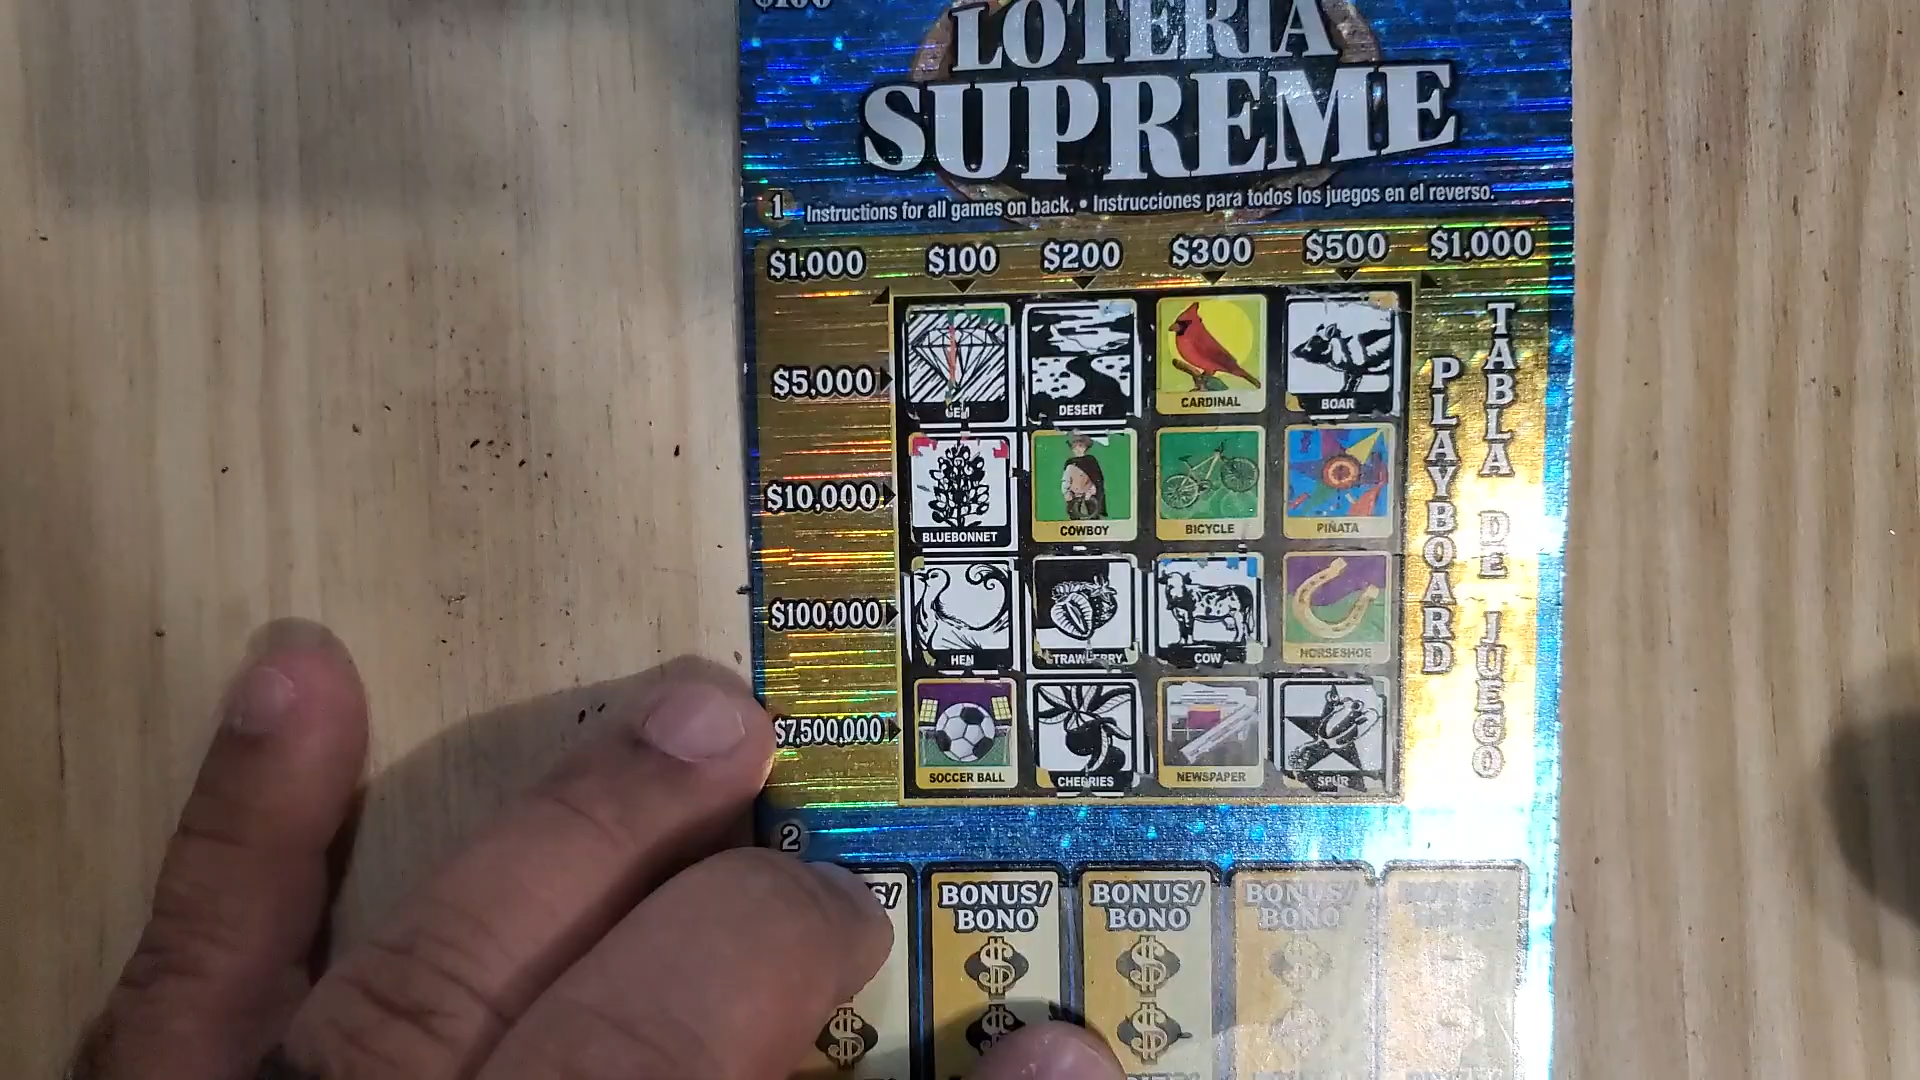 $100
LOTERIA
SUPREME
1 Instructions for all games on back. • Instrucciones para todos los juegos en el reverso.
$1,000 $100 $200 $300 $500 $1,000
$5,000
GEM DESERT CARDINAL BOAR
$10,000
BLUEBONNET COWBOY BICYCLE PIÑATA
$100,000
HEN STRAWBERRY COW HORSESHOE
$7,500,000
SOCCER BALL CHERRIES NEWSPAPER SPUR
PLAYBOARD
TABLA DE JUEGO
2
BONUS/ BONUS/ BONUS/
BONO BONO BONO
$ $
$ $ $